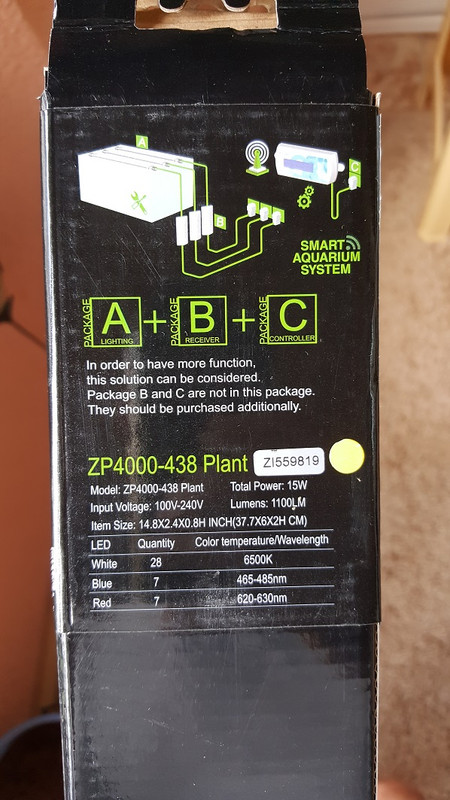 A
B
C
SMART
AQUARIUM
SYSTEM
PACKAGE A LIGHTING + PACKAGE B RECEIVER + PACKAGE C CONTROLLER
In order to have more function,
this solution can be considered.
Package B and C are not in this package.
They should be purchased additionally.
ZP4000-438 Plant ZI559819
Model: ZP4000-438 Plant Total Power: 15W
Input Voltage: 100V-240V Lumens: 1100LM
Item Size: 14.8X2.4X0.8H INCH(37.7X6X2H CM)
LED Quantity Color temperature/Wavelength
White 28 6500K
Blue 7 465-485nm
Red 7 620-630nm